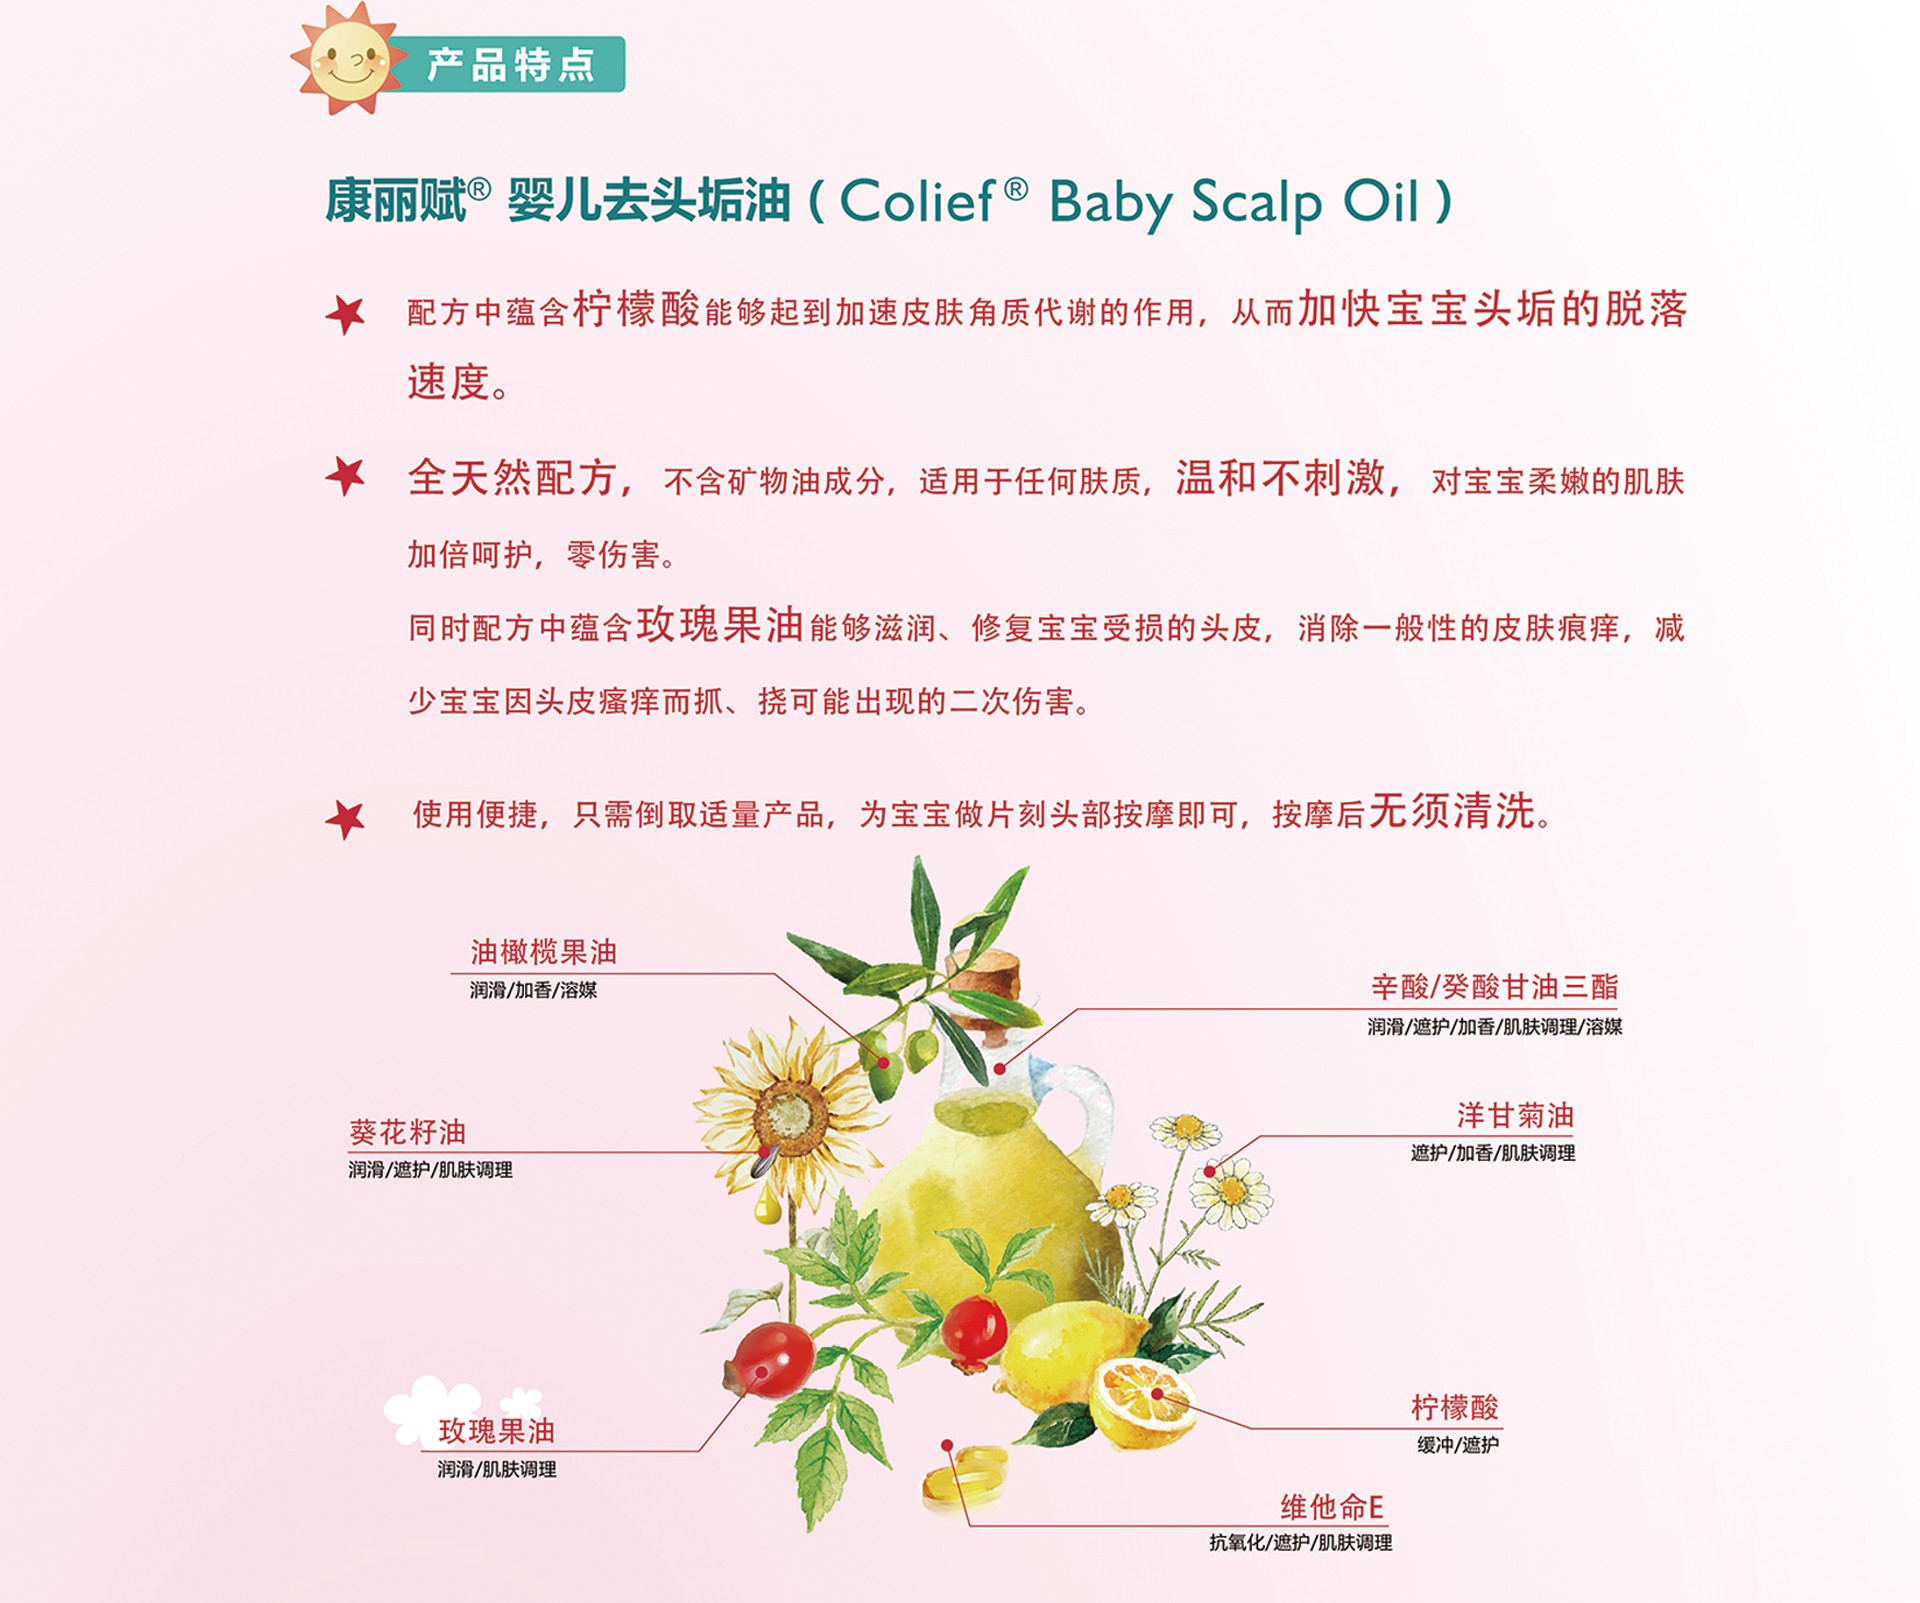 产品特点
康丽赋® 婴儿去头垢油(Colief® Baby Scalp Oil)
配方中蕴含柠檬酸能够起到加速皮肤角质代谢的作用，从而加快宝宝头垢的脱落
速度。
全天然配方，不含矿物油成分，适用于任何肤质，温和不刺激，对宝宝柔嫩的肌肤
加倍呵护，零伤害。
同时配方中蕴含玫瑰果油能够滋润、修复宝宝受损的头皮，消除一般性的皮肤痕痒，减
少宝宝因头皮瘙痒而抓、挠可能出现的二次伤害。
使用便捷，只需倒取适量产品，为宝宝做片刻头部按摩即可，按摩后无须清洗。
油橄榄果油
润滑/加香/溶媒
辛酸/癸酸甘油三酯
润滑/遮护/加香/肌肤调理/溶媒
葵花籽油
润滑/遮护/肌肤调理
洋甘菊油
遮护/加香/肌肤调理
玫瑰果油
润滑/肌肤调理
柠檬酸
缓冲/遮护
维他命E
抗氧化/遮护/肌肤调理